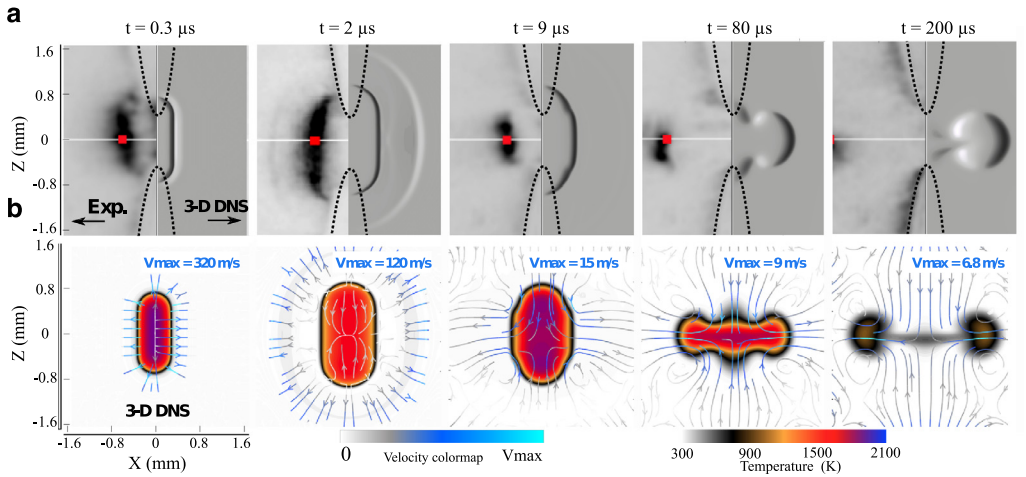 a
t = 0.3 µs
t = 2 µs
t = 9 µs
t = 80 µs
t = 200 µs
1.6
0.8
0
-0.8
-1.6
Z (mm)
Exp.
3-D DNS
b
Vmax = 320 m/s
Vmax = 120 m/s
Vmax = 15 m/s
Vmax = 9 m/s
Vmax = 6.8 m/s
1.6
0.8
0
-0.8
-1.6
Z (mm)
3-D DNS
-1.6 -0.8 0 0.8 1.6
X (mm)
0 Velocity colormap Vmax
300 900 1500 2100
Temperature (K)